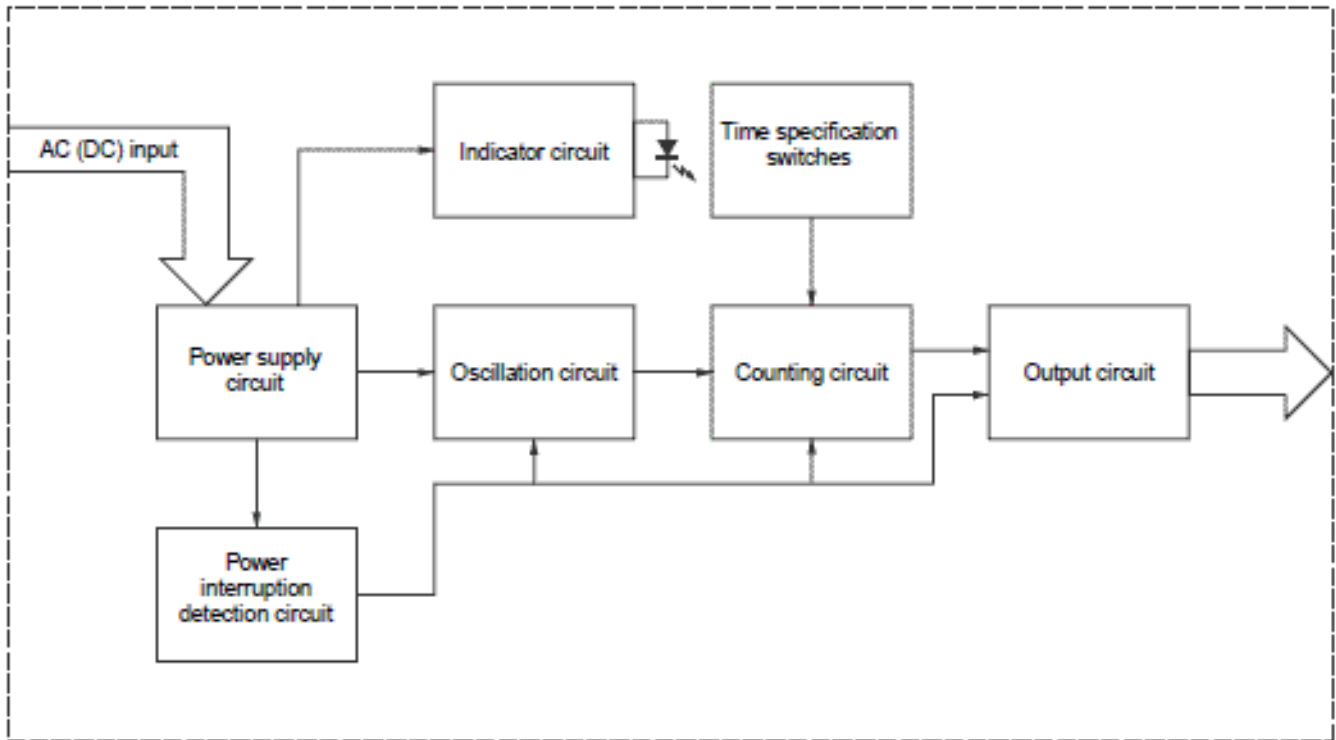 AC (DC) input
Indicator circuit
Time specification
switches
Power supply
circuit
Oscillation circuit
Counting circuit
Output circuit
Power
interruption
detection circuit